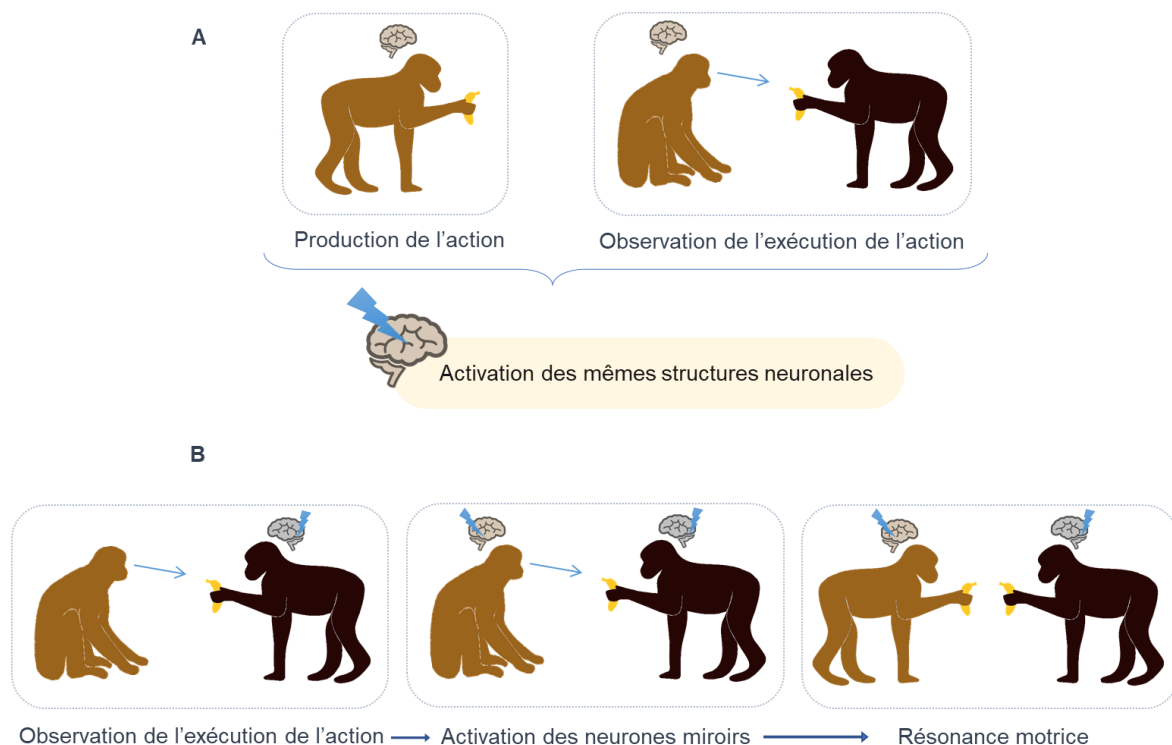 A
Production de l’action
Observation de l’exécution de l’action
Activation des mêmes structures neuronales
B
Observation de l’exécution de l’action
Activation des neurones miroirs
Résonance motrice